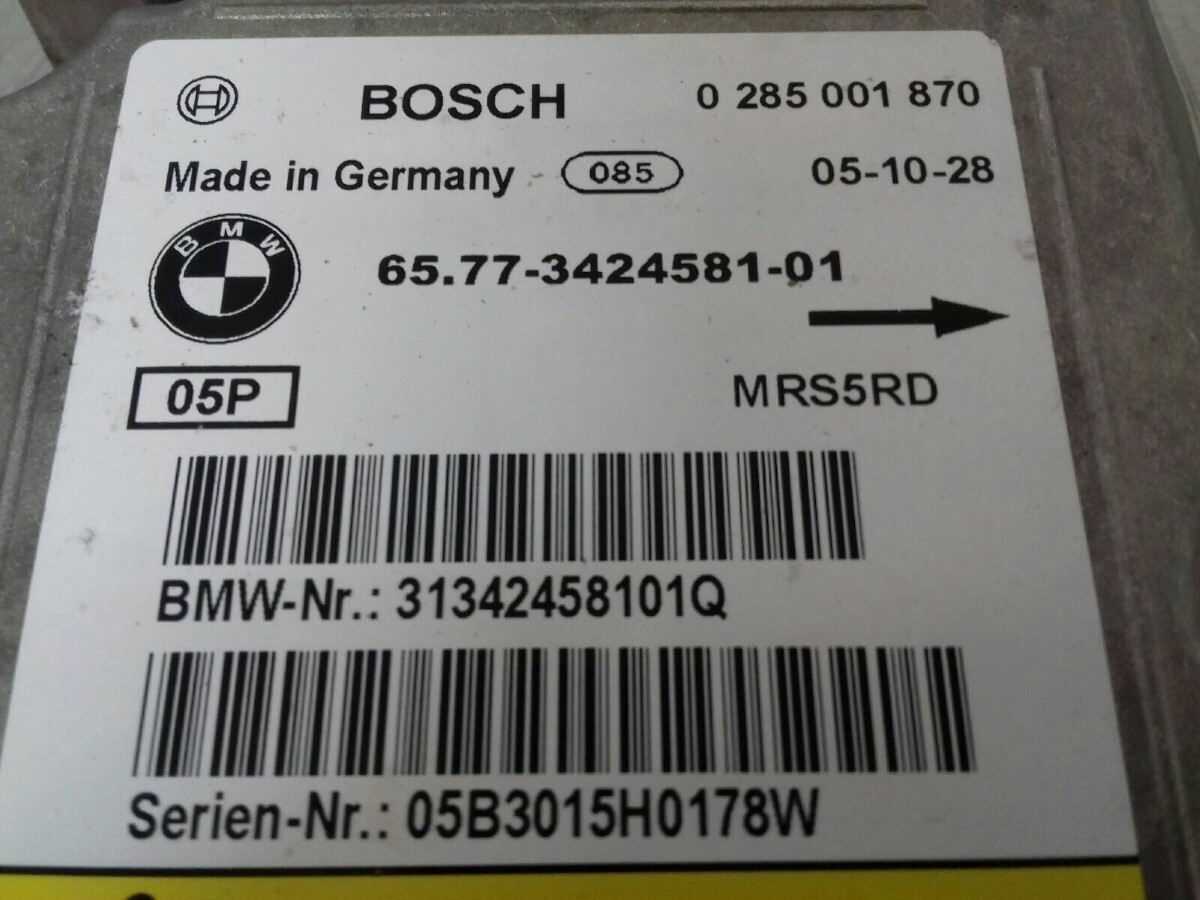 BOSCH 0 285 001 870
Made in Germany 085 05-10-28
BMW 65.77-3424581-01
05P MRS5RD
BMW-Nr.: 31342458101Q
Serien-Nr.: 05B3015H0178W